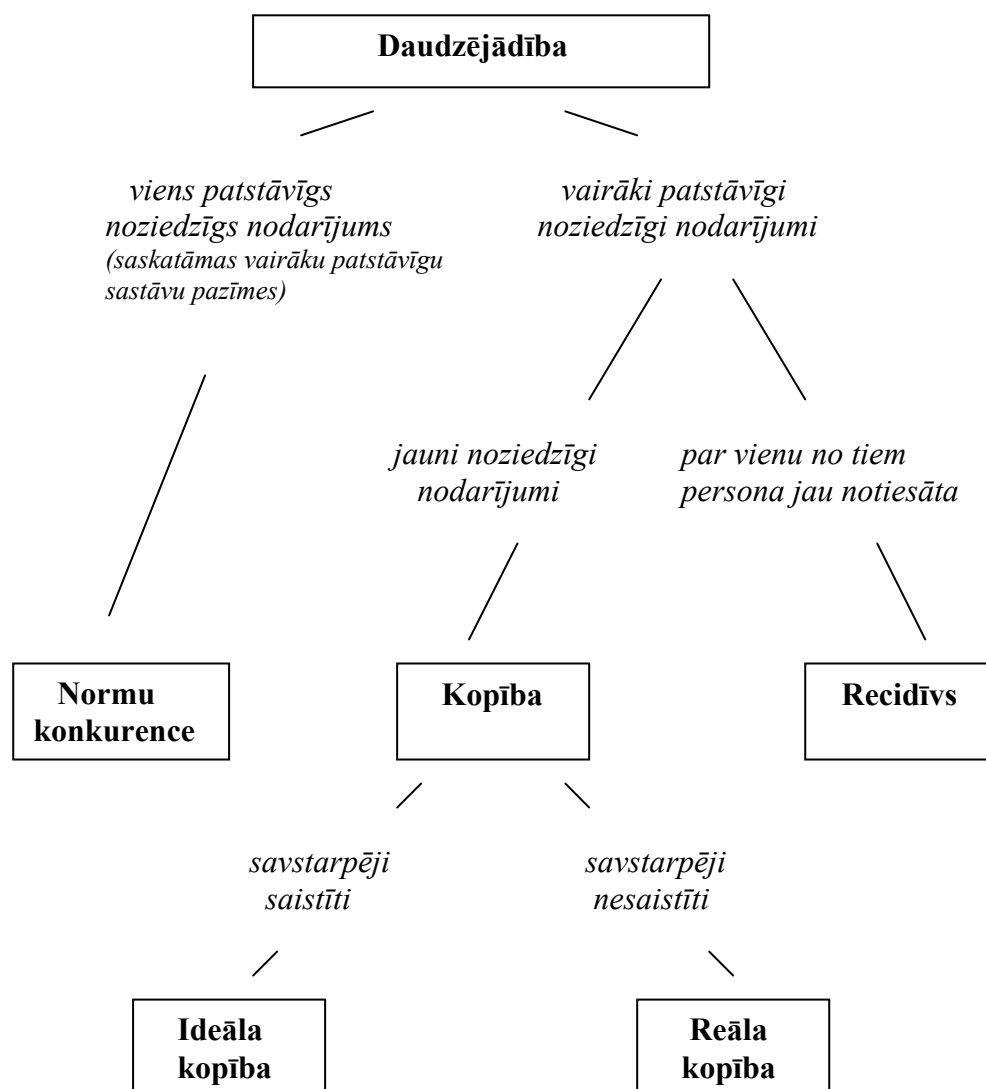 Daudzējādība
viens patstāvīgs
noziedzīgs nodarījums
(saskatāmas vairāku patstāvīgu
sastāvu pazīmes)
vairāki patstāvīgi
noziedzīgi nodarījumi
jauni noziedzīgi
nodarījumi
par vienu no tiem
persona jau notiesāta
Normu
konkurence
Kopība
Recidīvs
savstarpēji
saistīti
savstarpēji
nesaistīti
Ideāla
kopība
Reāla
kopība